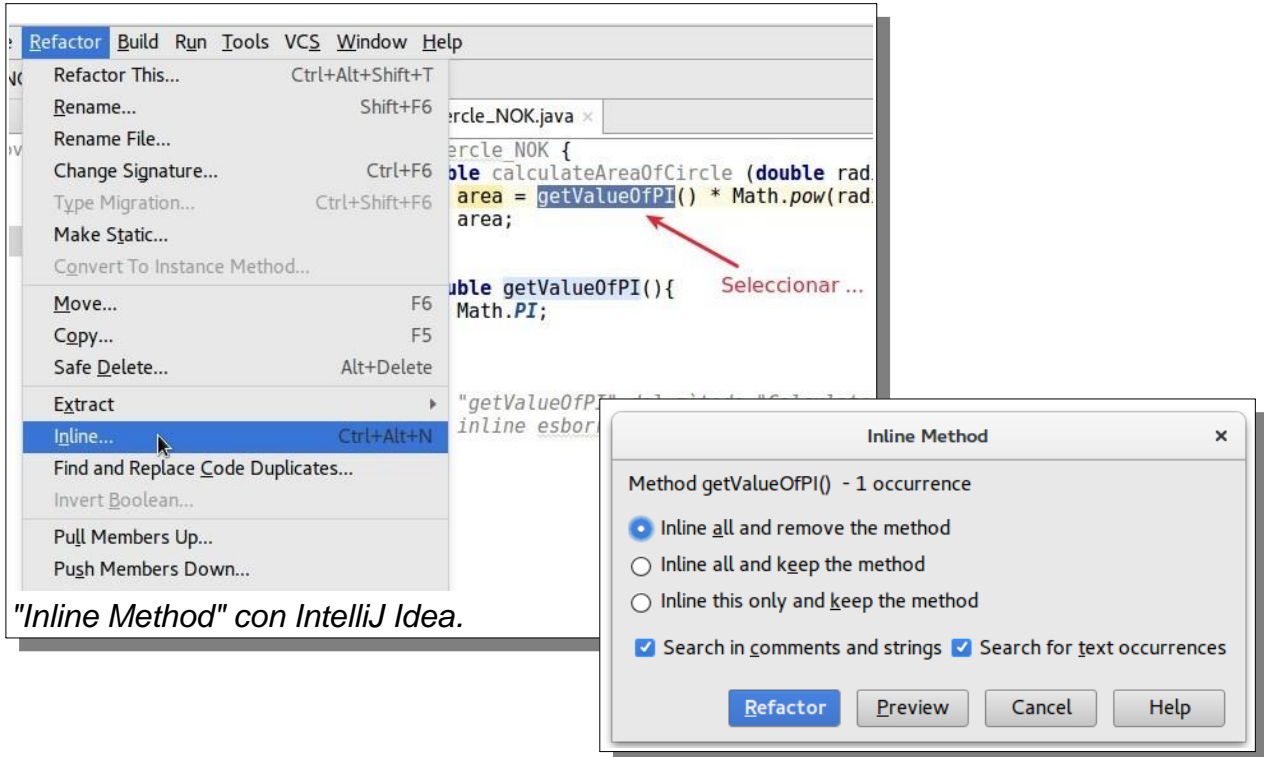 Refactor Build Run Tools VCS Window Help
Refactor This... Ctrl+Alt+Shift+T
Rename... Shift+F6
Rename File...
Change Signature... Ctrl+F6
Type Migration... Ctrl+Shift+F6
Make Static...
Convert To Instance Method...
Move... F6
Copy... F5
Safe Delete... Alt+Delete
Extract
Inline... Ctrl+Alt+N
Find and Replace Code Duplicates...
Invert Boolean...
Pull Members Up...
Push Members Down...
ercle_NOK.java ×
ercle_NOK {
ble calculateAreaOfCircle (double rad
area = getValueOfPI() * Math.pow(rad
area;
Seleccionar ...
uble getValueOfPI(){
Math.PI;
"getValueOfPI"
inline esborr
"Inline Method" con IntelliJ Idea.
Inline Method ×
Method getValueOfPI() - 1 occurrence
Inline all and remove the method
Inline all and keep the method
Inline this only and keep the method
Search in comments and strings Search for text occurrences
Refactor Preview Cancel Help